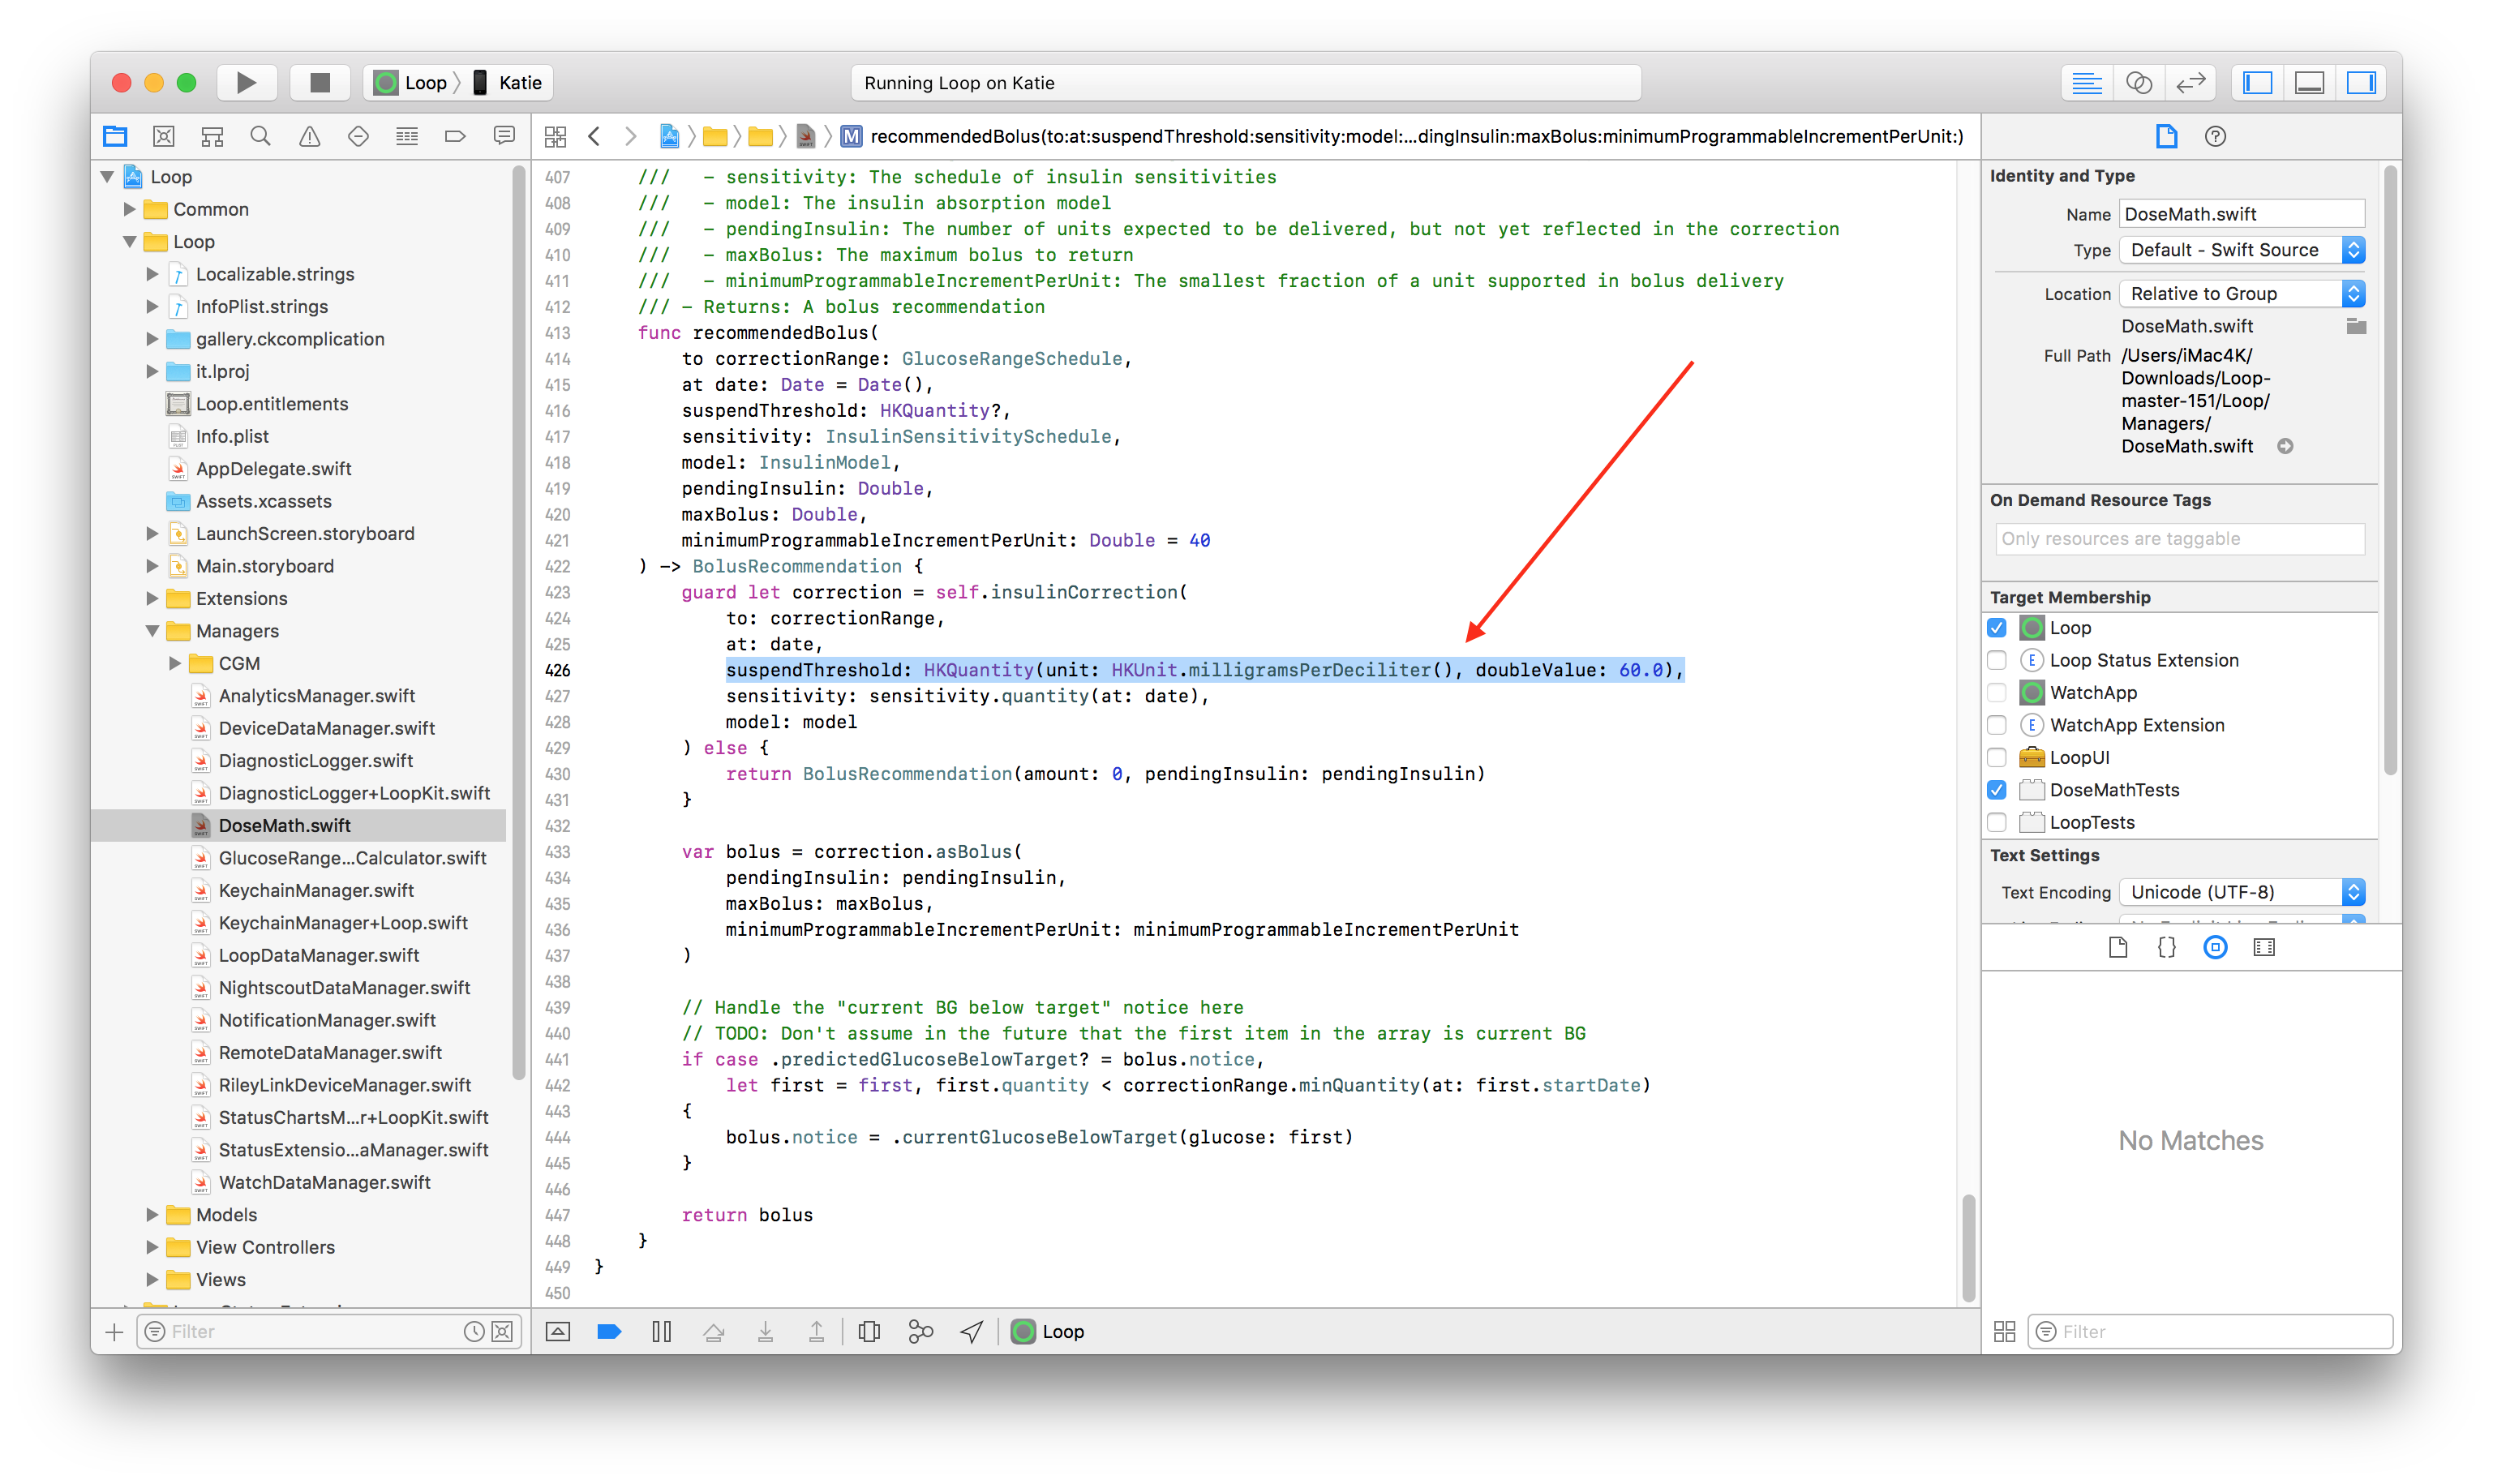 Loop 〉 Katie
Running Loop on Katie
recommendedBolus(to:at:suspendThreshold:sensitivity:model:...dingInsulin:maxBolus:minimumProgrammableIncrementPerUnit:)
Loop
Common
Loop
Localizable.strings
InfoPlist.strings
gallery.ckcomplication
it.lproj
Loop.entitlements
Info.plist
AppDelegate.swift
Assets.xcassets
LaunchScreen.storyboard
Main.storyboard
Extensions
Managers
CGM
AnalyticsManager.swift
DeviceDataManager.swift
DiagnosticLogger.swift
DiagnosticLogger+LoopKit.swift
DoseMath.swift
GlucoseRange...Calculator.swift
KeychainManager.swift
KeychainManager+Loop.swift
LoopDataManager.swift
NightscoutDataManager.swift
NotificationManager.swift
RemoteDataManager.swift
RileyLinkDeviceManager.swift
StatusChartsM...r+LoopKit.swift
StatusExtensio...aManager.swift
WatchDataManager.swift
Models
View Controllers
Views
Filter
407 ///   - sensitivity: The schedule of insulin sensitivities
408 ///   - model: The insulin absorption model
409 ///   - pendingInsulin: The number of units expected to be delivered, but not yet reflected in the correction
410 ///   - maxBolus: The maximum bolus to return
411 ///   - minimumProgrammableIncrementPerUnit: The smallest fraction of a unit supported in bolus delivery
412 /// - Returns: A bolus recommendation
413 func recommendedBolus(
414 to correctionRange: GlucoseRangeSchedule,
415 at date: Date = Date(),
416 suspendThreshold: HKQuantity?,
417 sensitivity: InsulinSensitivitySchedule,
418 model: InsulinModel,
419 pendingInsulin: Double,
420 maxBolus: Double,
421 minimumProgrammableIncrementPerUnit: Double = 40
422 ) -> BolusRecommendation {
423 guard let correction = self.insulinCorrection(
424 to: correctionRange,
425 at: date,
426 suspendThreshold: HKQuantity(unit: HKUnit.milligramsPerDeciliter(), doubleValue: 60.0),
427 sensitivity: sensitivity.quantity(at: date),
428 model: model
429 ) else {
430 return BolusRecommendation(amount: 0, pendingInsulin: pendingInsulin)
431 }
432
433 var bolus = correction.asBolus(
434 pendingInsulin: pendingInsulin,
435 maxBolus: maxBolus,
436 minimumProgrammableIncrementPerUnit: minimumProgrammableIncrementPerUnit
437 )
438
439 // Handle the "current BG below target" notice here
440 // TODO: Don't assume in the future that the first item in the array is current BG
441 if case .predictedGlucoseBelowTarget? = bolus.notice,
442 let first = first, first.quantity < correctionRange.minQuantity(at: first.startDate)
443 {
444 bolus.notice = .currentGlucoseBelowTarget(glucose: first)
445 }
446
447 return bolus
448 }
449 }
450
Loop
Identity and Type
Name DoseMath.swift
Type Default - Swift Source
Location Relative to Group
DoseMath.swift
Full Path /Users/iMac4K/
Downloads/Loop-
master-151/Loop/
Managers/
DoseMath.swift
On Demand Resource Tags
Only resources are taggable
Target Membership
Loop
E Loop Status Extension
WatchApp
E WatchApp Extension
LoopUI
DoseMathTests
LoopTests
Text Settings
Text Encoding Unicode (UTF-8)
No Matches
Filter